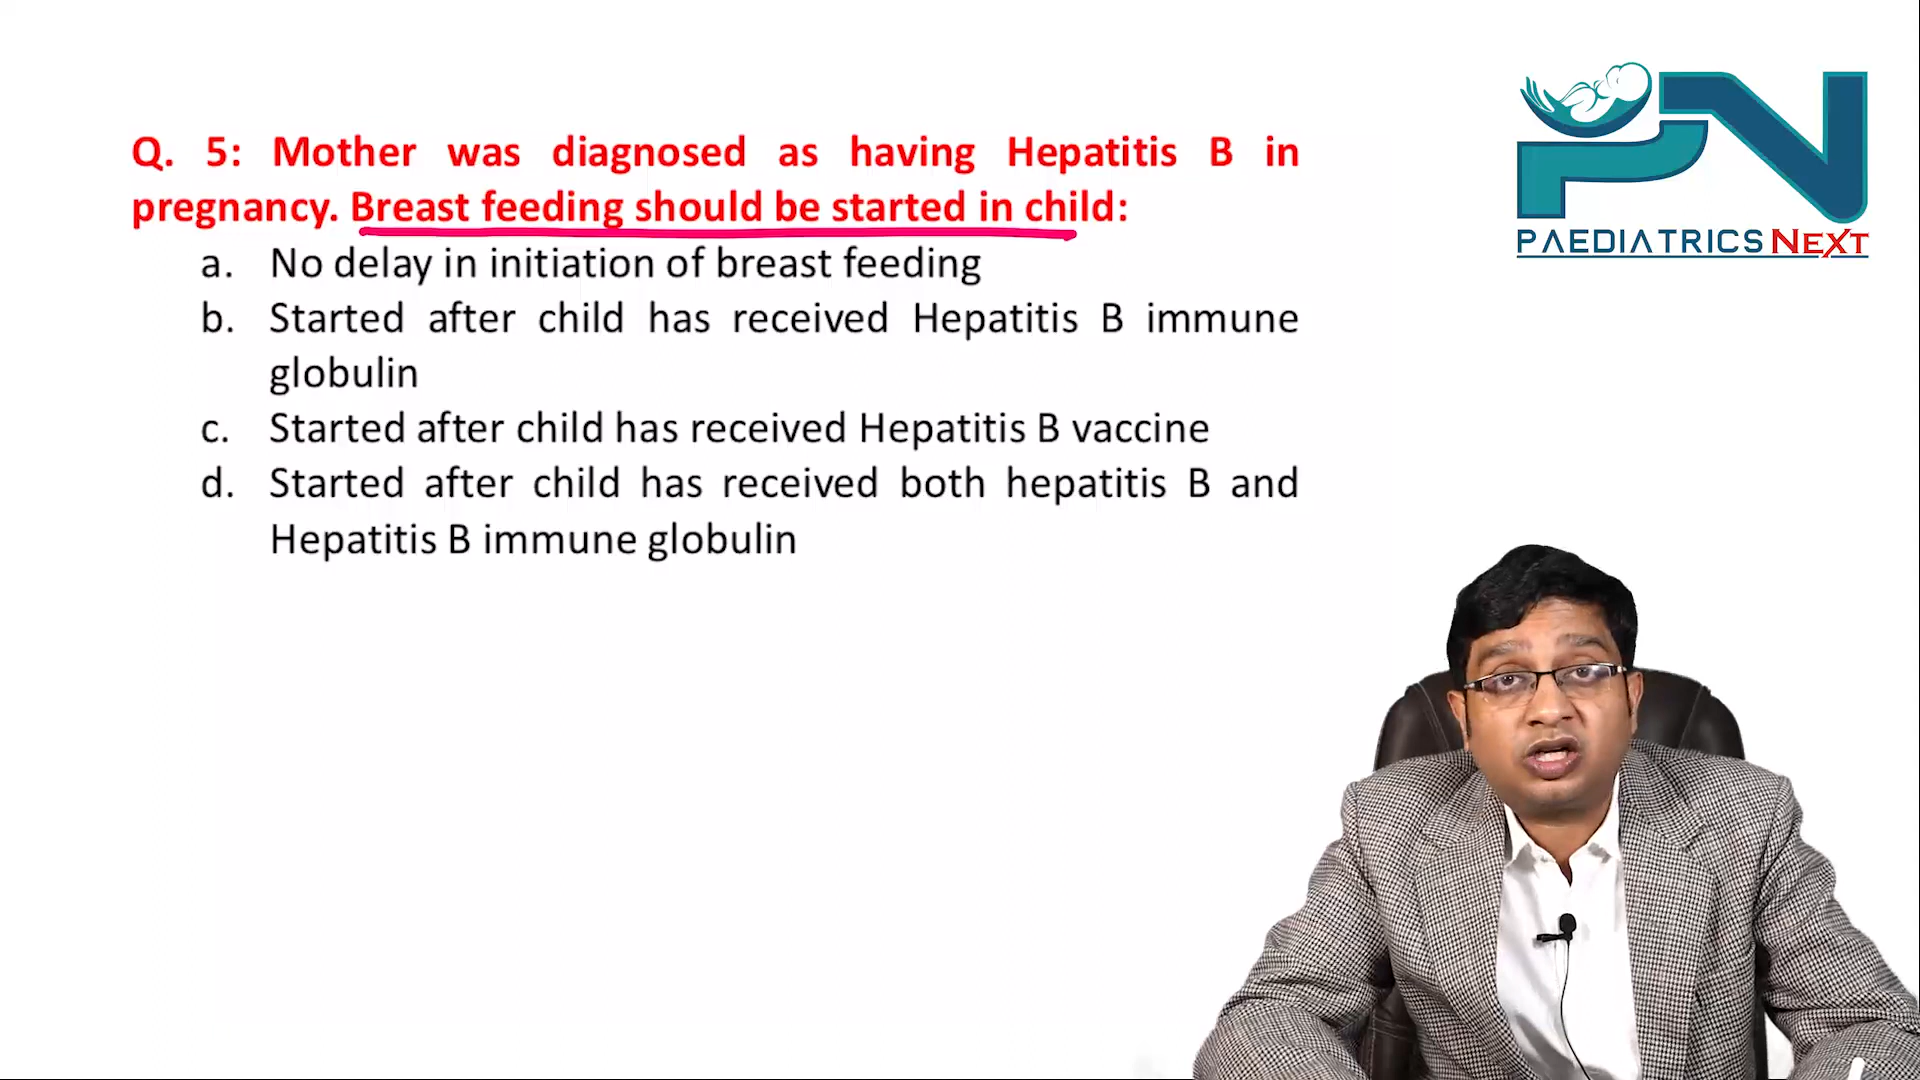 Q. 5: Mother was diagnosed as having Hepatitis B in
pregnancy. Breast feeding should be started in child:
a. No delay in initiation of breast feeding
b. Started after child has received Hepatitis B immune
globulin
c. Started after child has received Hepatitis B vaccine
d. Started after child has received both hepatitis B and
Hepatitis B immune globulin
PN
PAEDIATRICS NEXT